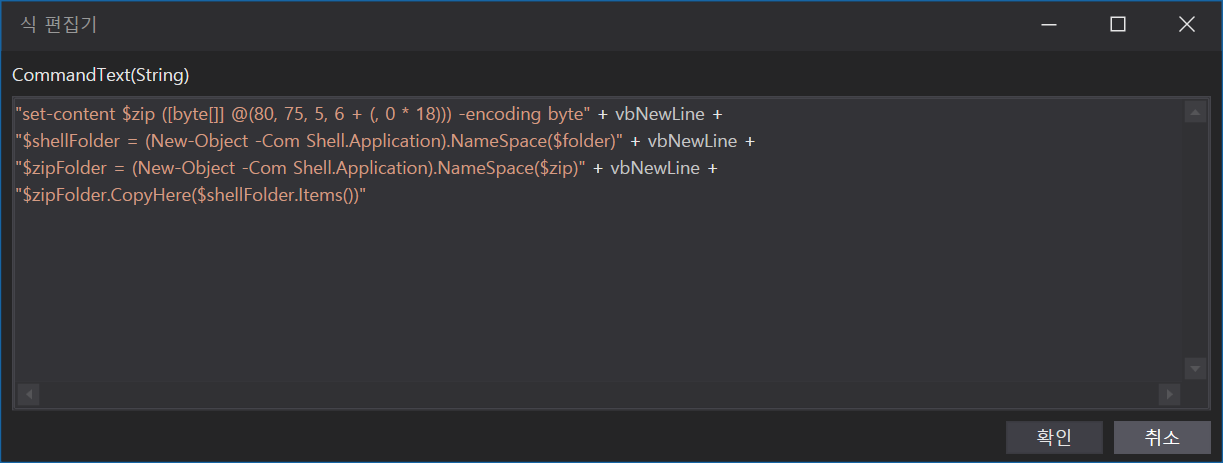 식 편집기
CommandText(String)
"set-content $zip ([byte[]] @(80, 75, 5, 6 + (, 0 * 18))) -encoding byte" + vbNewLine +
"$shellFolder = (New-Object -Com Shell.Application).NameSpace($folder)" + vbNewLine +
"$zipFolder = (New-Object -Com Shell.Application).NameSpace($zip)" + vbNewLine +
"$zipFolder.CopyHere($shellFolder.Items())"
확인 취소